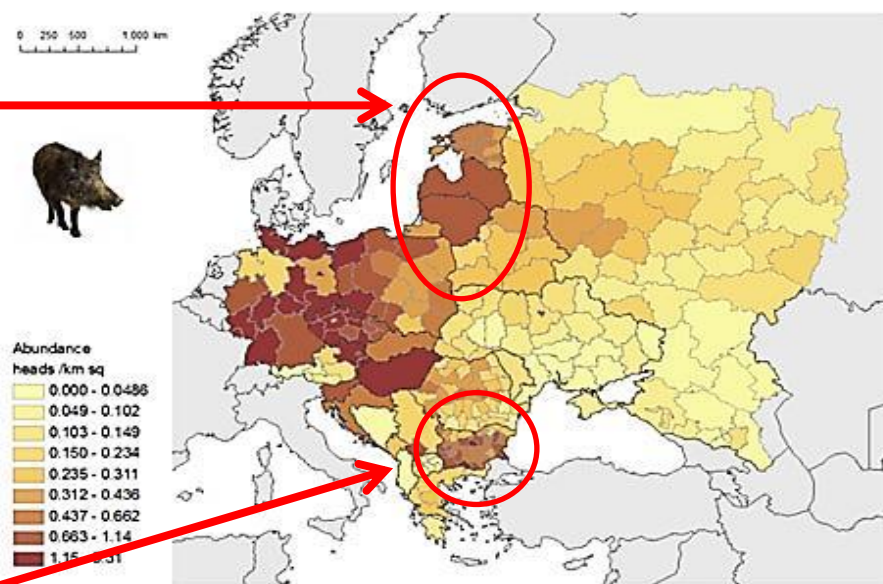 0 250 500 1 000 km
Abundance
heads /km sq
0.000 - 0.0486
0.049 - 0.102
0.103 - 0.149
0.150 - 0.234
0.235 - 0.311
0.312 - 0.436
0.437 - 0.662
0.663 - 1.14
1.15